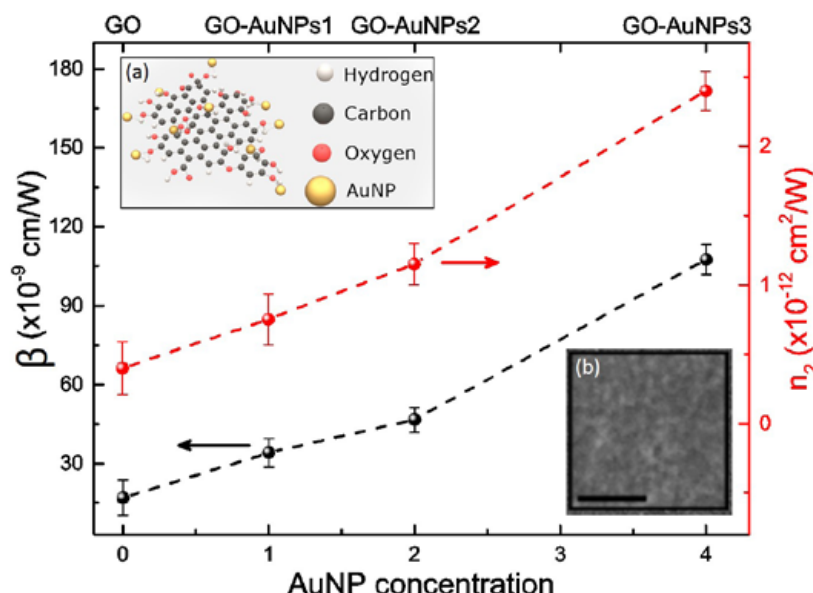 GO GO-AuNPs1 GO-AuNPs2 GO-AuNPs3
180
150
120
90
60
30
β (x10⁻⁹ cm/W)
(a)
Hydrogen
Carbon
Oxygen
AuNP
(b)
2
1
0
n₂ (x10⁻¹² cm²/W)
0 1 2 3 4
AuNP concentration